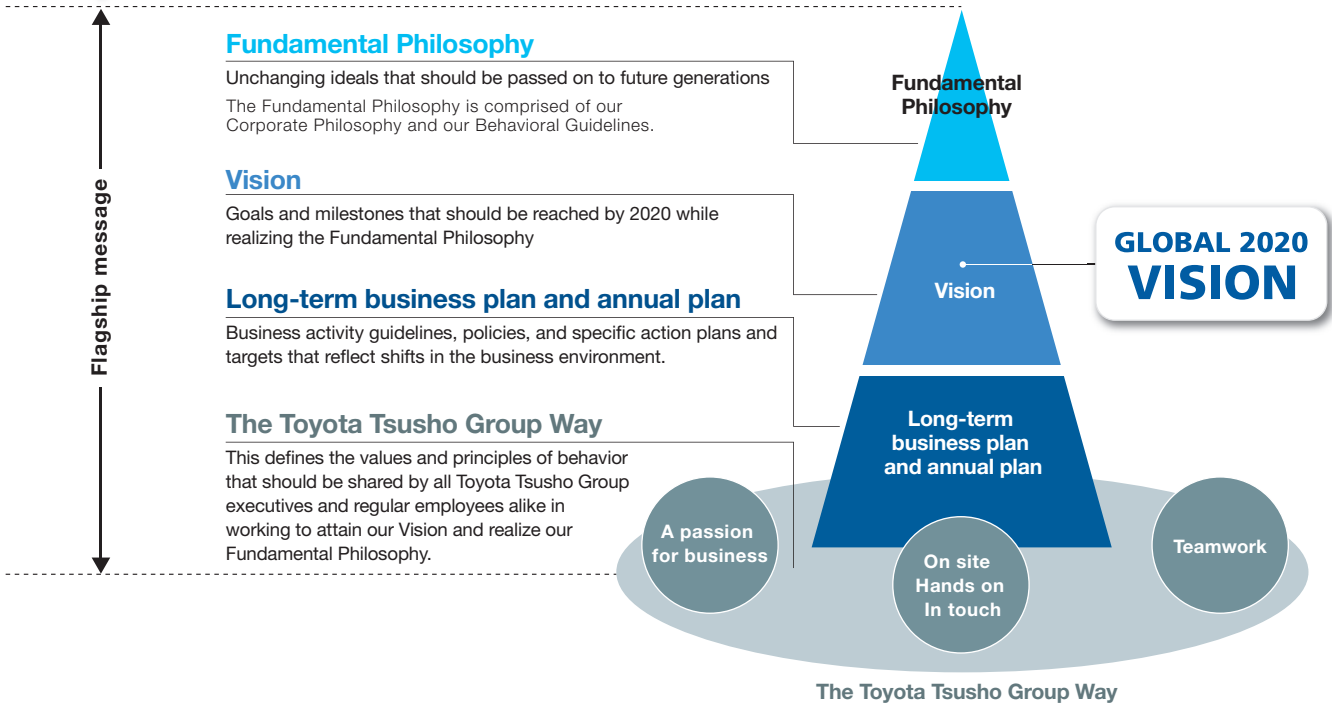 Flagship message
Fundamental Philosophy
Unchanging ideals that should be passed on to future generations
The Fundamental Philosophy is comprised of our
Corporate Philosophy and our Behavioral Guidelines.
Vision
Goals and milestones that should be reached by 2020 while
realizing the Fundamental Philosophy
Long-term business plan and annual plan
Business activity guidelines, policies, and specific action plans and
targets that reflect shifts in the business environment.
The Toyota Tsusho Group Way
This defines the values and principles of behavior
that should be shared by all Toyota Tsusho Group
executives and regular employees alike in
working to attain our Vision and realize our
Fundamental Philosophy.
Fundamental
Philosophy
Vision
GLOBAL 2020
VISION
Long-term
business plan
and annual plan
A passion
for business
On site
Hands on
In touch
Teamwork
The Toyota Tsusho Group Way